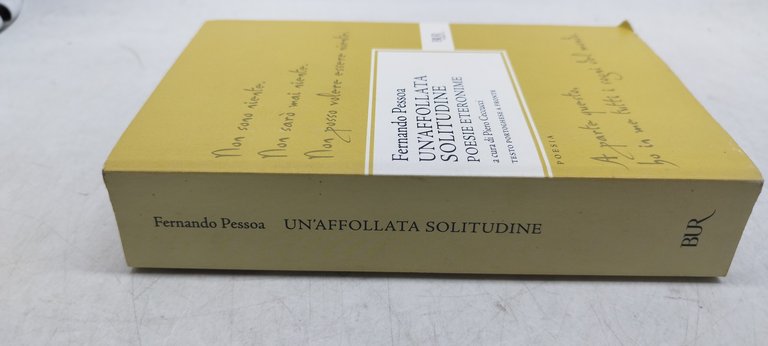 Non sono niente.
Non sarò mai niente.
Non posso volere essere niente.
BUR
Fernando Pessoa
UN'AFFOLLATA
SOLITUDINE
POESIE ETERONIME
a cura di Piero Ceccucci
TESTO PORTOGHESE A FRONTE
POESIA
A parte questo,
ho in me tutti i sogni del mondo.
Fernando Pessoa UN'AFFOLLATA SOLITUDINE BUR